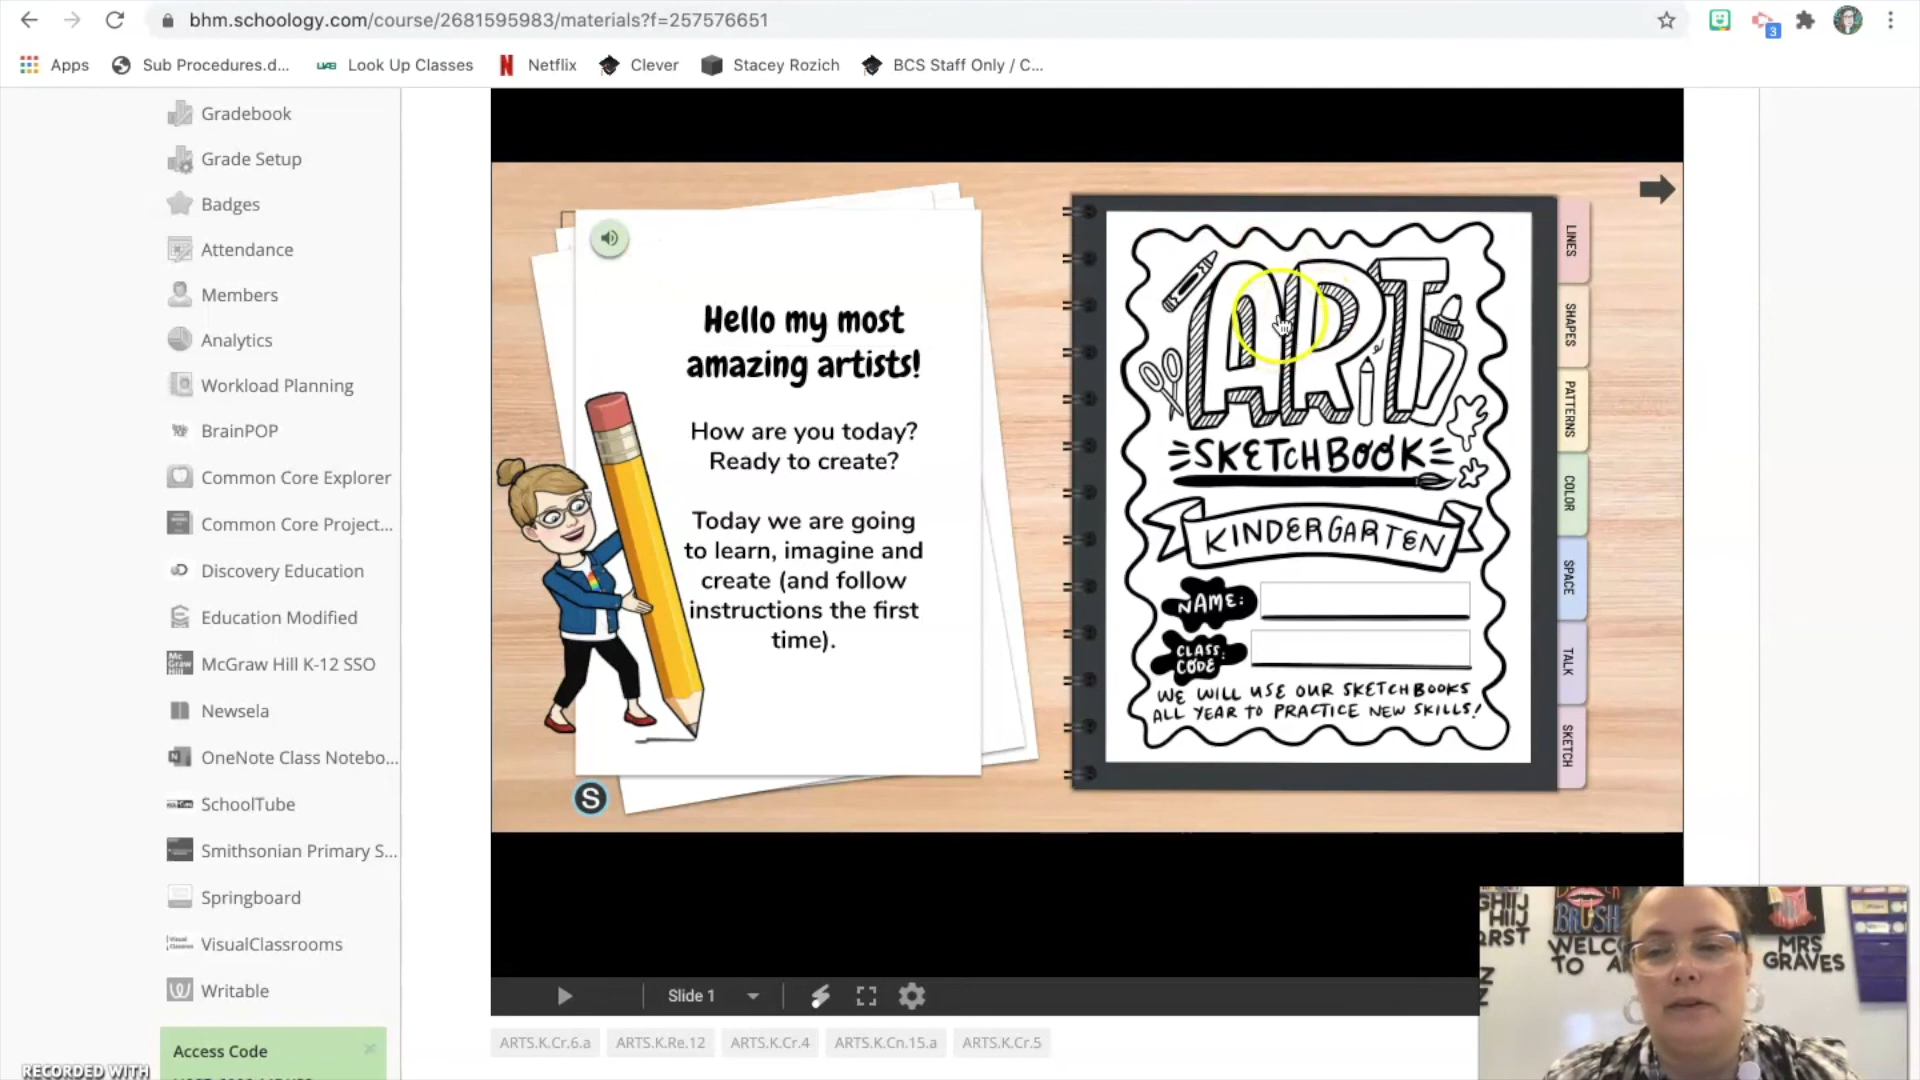 bhm.schoology.com/course/2681595983/materials?f=257576651
3
Apps
Sub Procedures.d...
UAB
Look Up Classes
N
Netflix
Clever
Stacey Rozich
BCS Staff Only / C...
Gradebook
Grade Setup
Badges
Attendance
Members
Analytics
Workload Planning
BrainPOP
Common Core Explorer
Common Core Project...
Discovery Education
Education Modified
McGraw Hill K-12 SSO
Newsela
OneNote Class Notebo...
SchoolTube
Smithsonian Primary S...
Springboard
VisualClassrooms
Writable
Access Code
RECORDED WITH
Hello my most
amazing artists!
How are you today?
Ready to create?
Today we are going
to learn, imagine and
create (and follow
instructions the first
time).
S
ART
SKETCHBOOK
KINDERGARTEN
NAME:
CLASS CODE
WE WILL USE OUR SKETCHBOOKS
ALL YEAR TO PRACTICE NEW SKILLS!
LINES
SHAPES
PATTERNS
COLOR
SPACE
TALK
SKETCH
Slide 1
ARTS.K.Cr.6.a
ARTS.K.Re.12
ARTS.K.Cr.4
ARTS.K.Cn.15.a
ARTS.K.Cr.5
BRUSH
MRS
GRAVES
TO